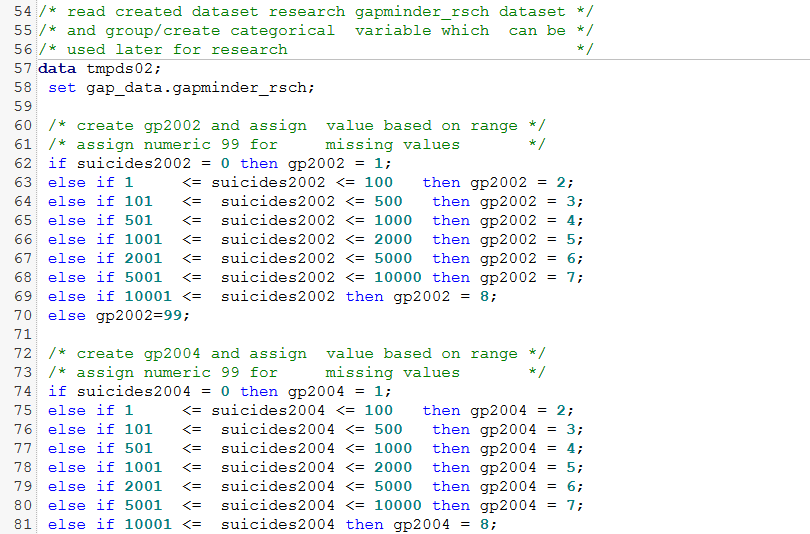 54 /* read created dataset research gapminder_rsch dataset */
55 /* and group/create categorical  variable which  can be */
56 /* used later for research                              */
57 data tmpds02;
58  set gap_data.gapminder_rsch;
59
60  /* create gp2002 and assign  value based on range */
61  /* assign numeric 99 for     missing values       */
62  if suicides2002 = 0 then gp2002 = 1;
63  else if 1     <= suicides2002 <= 100   then gp2002 = 2;
64  else if 101   <=  suicides2002 <= 500   then gp2002 = 3;
65  else if 501   <=  suicides2002 <= 1000  then gp2002 = 4;
66  else if 1001  <=  suicides2002 <= 2000  then gp2002 = 5;
67  else if 2001  <=  suicides2002 <= 5000  then gp2002 = 6;
68  else if 5001  <=  suicides2002 <= 10000 then gp2002 = 7;
69  else if 10001 <=  suicides2002 then gp2002 = 8;
70  else gp2002=99;
71
72  /* create gp2004 and assign  value based on range */
73  /* assign numeric 99 for     missing values       */
74  if suicides2004 = 0 then gp2004 = 1;
75  else if 1     <= suicides2004 <= 100   then gp2004 = 2;
76  else if 101   <=  suicides2004 <= 500   then gp2004 = 3;
77  else if 501   <=  suicides2004 <= 1000  then gp2004 = 4;
78  else if 1001  <=  suicides2004 <= 2000  then gp2004 = 5;
79  else if 2001  <=  suicides2004 <= 5000  then gp2004 = 6;
80  else if 5001  <=  suicides2004 <= 10000 then gp2004 = 7;
81  else if 10001 <=  suicides2004 then gp2004 = 8;